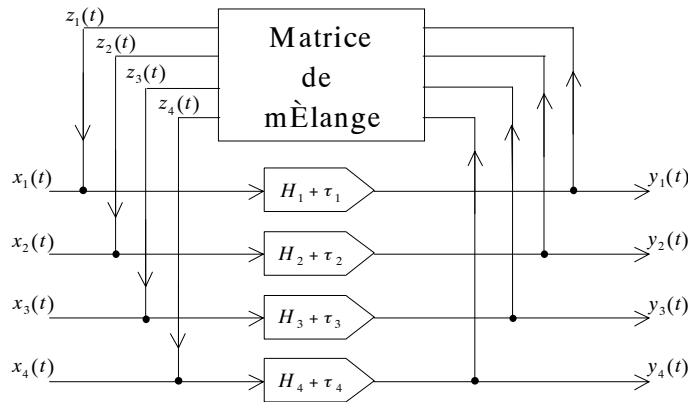 z₁(t)
z₂(t)
z₃(t)
z₄(t)
Matrice
de
mÈlange
x₁(t)
H₁ + τ₁
y₁(t)
x₂(t)
H₂ + τ₂
y₂(t)
x₃(t)
H₃ + τ₃
y₃(t)
x₄(t)
H₄ + τ₄
y₄(t)